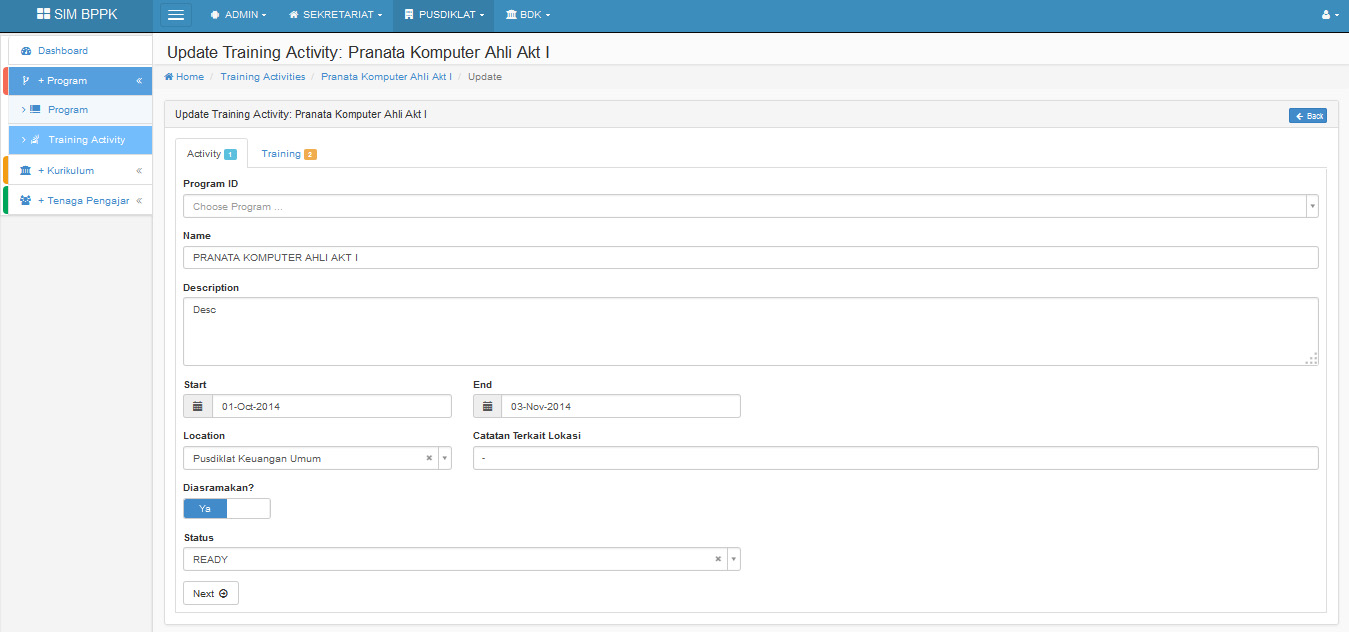 SIM BPPK
ADMIN SEKRETARIAT PUSDIKLAT BDK
Dashboard
+ Program «
> Program
> Training Activity
+ Kurikulum «
+ Tenaga Pengajar «
Update Training Activity: Pranata Komputer Ahli Akt I
Home / Training Activities / Pranata Komputer Ahli Akt I / Update
Update Training Activity: Pranata Komputer Ahli Akt I
Back
Activity 1 Training 2
Program ID
Choose Program ...
Name
PRANATA KOMPUTER AHLI AKT I
Description
Desc
Start End
01-Oct-2014 03-Nov-2014
Location Catatan Terkait Lokasi
Pusdiklat Keuangan Umum × -
Diasramakan?
Ya
Status
READY ×
Next